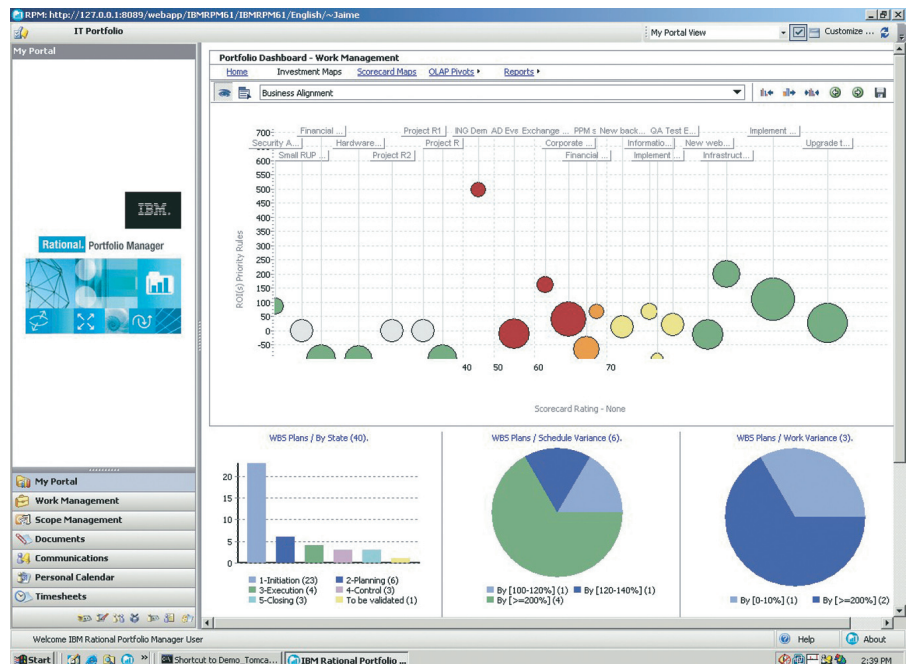 RPM: http://127.0.0.1:8089/webapp/IBMRPM61/IBMRPM61/English/~Jaime
IT Portfolio
My Portal View
Customize ...
My Portal
Portfolio Dashboard - Work Management
Home Investment Maps Scorecard Maps OLAP Pivots Reports
Business Alignment
Financial ... Project R1 ING Dem AD Eve Exchange ... PPM s New back... QA Test E... Implement ...
Security A... Hardware... Project R Corporate ... Informatio... New web... Upgrade t...
Small RUP ... Project R2 Financial ... Implement ... Infrastruct...
700
600
500
450
400
350
300
250
200
150
100
50
0
-50
ROI(s) Priority Rules
40 50 60 70
Scorecard Rating - None
IBM.
Rational. Portfolio Manager
WBS Plans / By State (40).
20
15
10
5
0
1-Initiation (23) 2-Planning (6)
3-Execution (4) 4-Control (3)
5-Closing (3) To be validated (1)
WBS Plans / Schedule Variance (6).
By [100-120%] (1) By [120-140%] (1)
By [>=200%] (4)
WBS Plans / Work Variance (3).
By [0-10%] (1) By [>=200%] (2)
My Portal
Work Management
Scope Management
Documents
Communications
Personal Calendar
Timesheets
Welcome IBM Rational Portfolio Manager User
Help
About
Start
Shortcut to Demo_Tomca...
IBM Rational Portfolio ...
2:39 PM